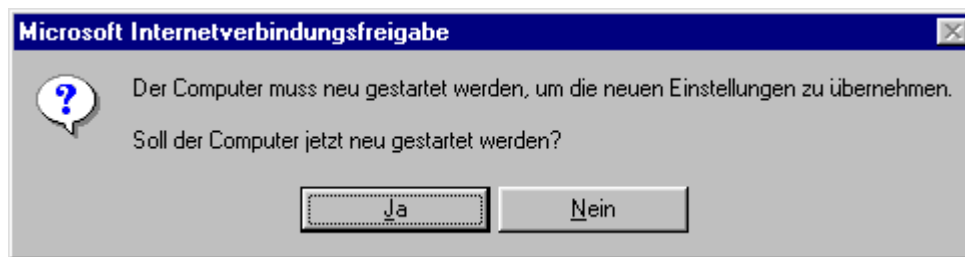 Microsoft Internetverbindungsfreigabe
Der Computer muss neu gestartet werden, um die neuen Einstellungen zu übernehmen.
Soll der Computer jetzt neu gestartet werden?
Ja
Nein